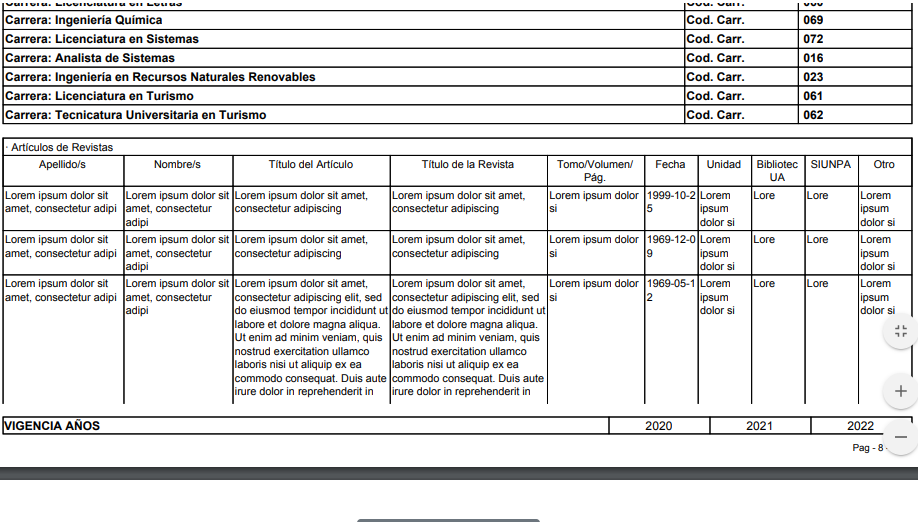 Carrera: Licenciatura en Letras Cod. Carr.
Carrera: Ingeniería Química Cod. Carr. 069
Carrera: Licenciatura en Sistemas Cod. Carr. 072
Carrera: Analista de Sistemas Cod. Carr. 016
Carrera: Ingeniería en Recursos Naturales Renovables Cod. Carr. 023
Carrera: Licenciatura en Turismo Cod. Carr. 061
Carrera: Tecnicatura Universitaria en Turismo Cod. Carr. 062
· Artículos de Revistas
Apellido/s Nombre/s Título del Artículo Título de la Revista Tomo/Volumen/ Fecha Unidad Bibliotec SIUNPA Otro
Pág. UA
Lorem ipsum dolor sit Lorem ipsum dolor sit Lorem ipsum dolor sit amet, Lorem ipsum dolor sit amet, Lorem ipsum dolor 1999-10-2 Lorem Lore Lore Lorem
amet, consectetur adipi amet, consectetur consectetur adipiscing consectetur adipiscing si 5 ipsum ipsum
adipi dolor si dolor si
Lorem ipsum dolor sit Lorem ipsum dolor sit Lorem ipsum dolor sit amet, Lorem ipsum dolor sit amet, Lorem ipsum dolor 1969-12-0 Lorem Lore Lore Lorem
amet, consectetur adipi amet, consectetur consectetur adipiscing consectetur adipiscing si 9 ipsum ipsum
adipi dolor si dolor si
Lorem ipsum dolor sit Lorem ipsum dolor sit Lorem ipsum dolor sit amet, Lorem ipsum dolor sit amet, Lorem ipsum dolor 1969-05-1 Lorem Lore Lore Lorem
amet, consectetur adipi amet, consectetur consectetur adipiscing elit, sed consectetur adipiscing elit, sed si 2 ipsum ipsum
adipi do eiusmod tempor incididunt ut do eiusmod tempor incididunt ut dolor si dolor si
labore et dolore magna aliqua. labore et dolore magna aliqua.
Ut enim ad minim veniam, quis Ut enim ad minim veniam, quis
nostrud exercitation ullamco nostrud exercitation ullamco
laboris nisi ut aliquip ex ea laboris nisi ut aliquip ex ea
commodo consequat. Duis aute commodo consequat. Duis aute
irure dolor in reprehenderit in irure dolor in reprehenderit in
VIGENCIA AÑOS 2020 2021 2022
Pag - 8